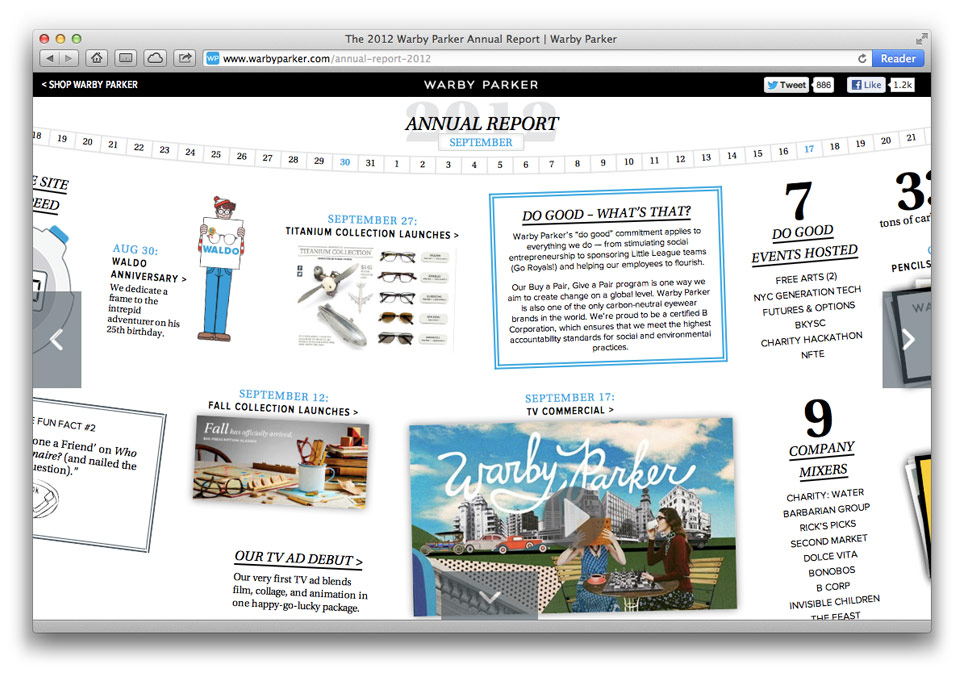 The 2012 Warby Parker Annual Report | Warby Parker
WP www.warbyparker.com/annual-report-2012
Reader
< SHOP WARBY PARKER
WARBY PARKER
Tweet 886
Like 1.2k
2012
ANNUAL REPORT
SEPTEMBER
18 19 20 21 22 23 24 25 26 27 28 29 30 31 1 2 3 4 5 6 7 8 9 10 11 12 13 14 15 16 17 18 19 20 21
E SITE
EED
AUG 30:
WALDO
ANNIVERSARY >
We dedicate a
frame to the
intrepid
adventurer on his
25th birthday.
WALDO
SEPTEMBER 27:
TITANIUM COLLECTION LAUNCHES >
TITANIUM COLLECTION
DO GOOD – WHAT'S THAT?
Warby Parker's "do good" commitment applies to
everything we do — from stimulating social
entrepreneurship to sponsoring Little League teams
(Go Royals!) and helping our employees to flourish.
Our Buy a Pair, Give a Pair program is one way we
aim to create change on a global level. Warby Parker
is also one of the only carbon-neutral eyewear
brands in the world. We're proud to be a certified B
Corporation, which ensures that we meet the highest
accountability standards for social and environmental
practices.
7
DO GOOD
EVENTS HOSTED
FREE ARTS (2)
NYC GENERATION TECH
FUTURES & OPTIONS
BKYSC
CHARITY HACKATHON
NFTE
33
tons of car
PENCILS
WA
E FUN FACT #2
one a Friend' on Who
naire? (and nailed the
uestion)."
SEPTEMBER 12:
FALL COLLECTION LAUNCHES >
Fall has officially arrived.
OUR TV AD DEBUT >
Our very first TV ad blends
film, collage, and animation in
one happy-go-lucky package.
SEPTEMBER 17:
TV COMMERCIAL >
Warby Parker
9
COMPANY
MIXERS
CHARITY: WATER
BARBARIAN GROUP
RICK'S PICKS
SECOND MARKET
DOLCE VITA
BONOBOS
B CORP
INVISIBLE CHILDREN
THE FEAST